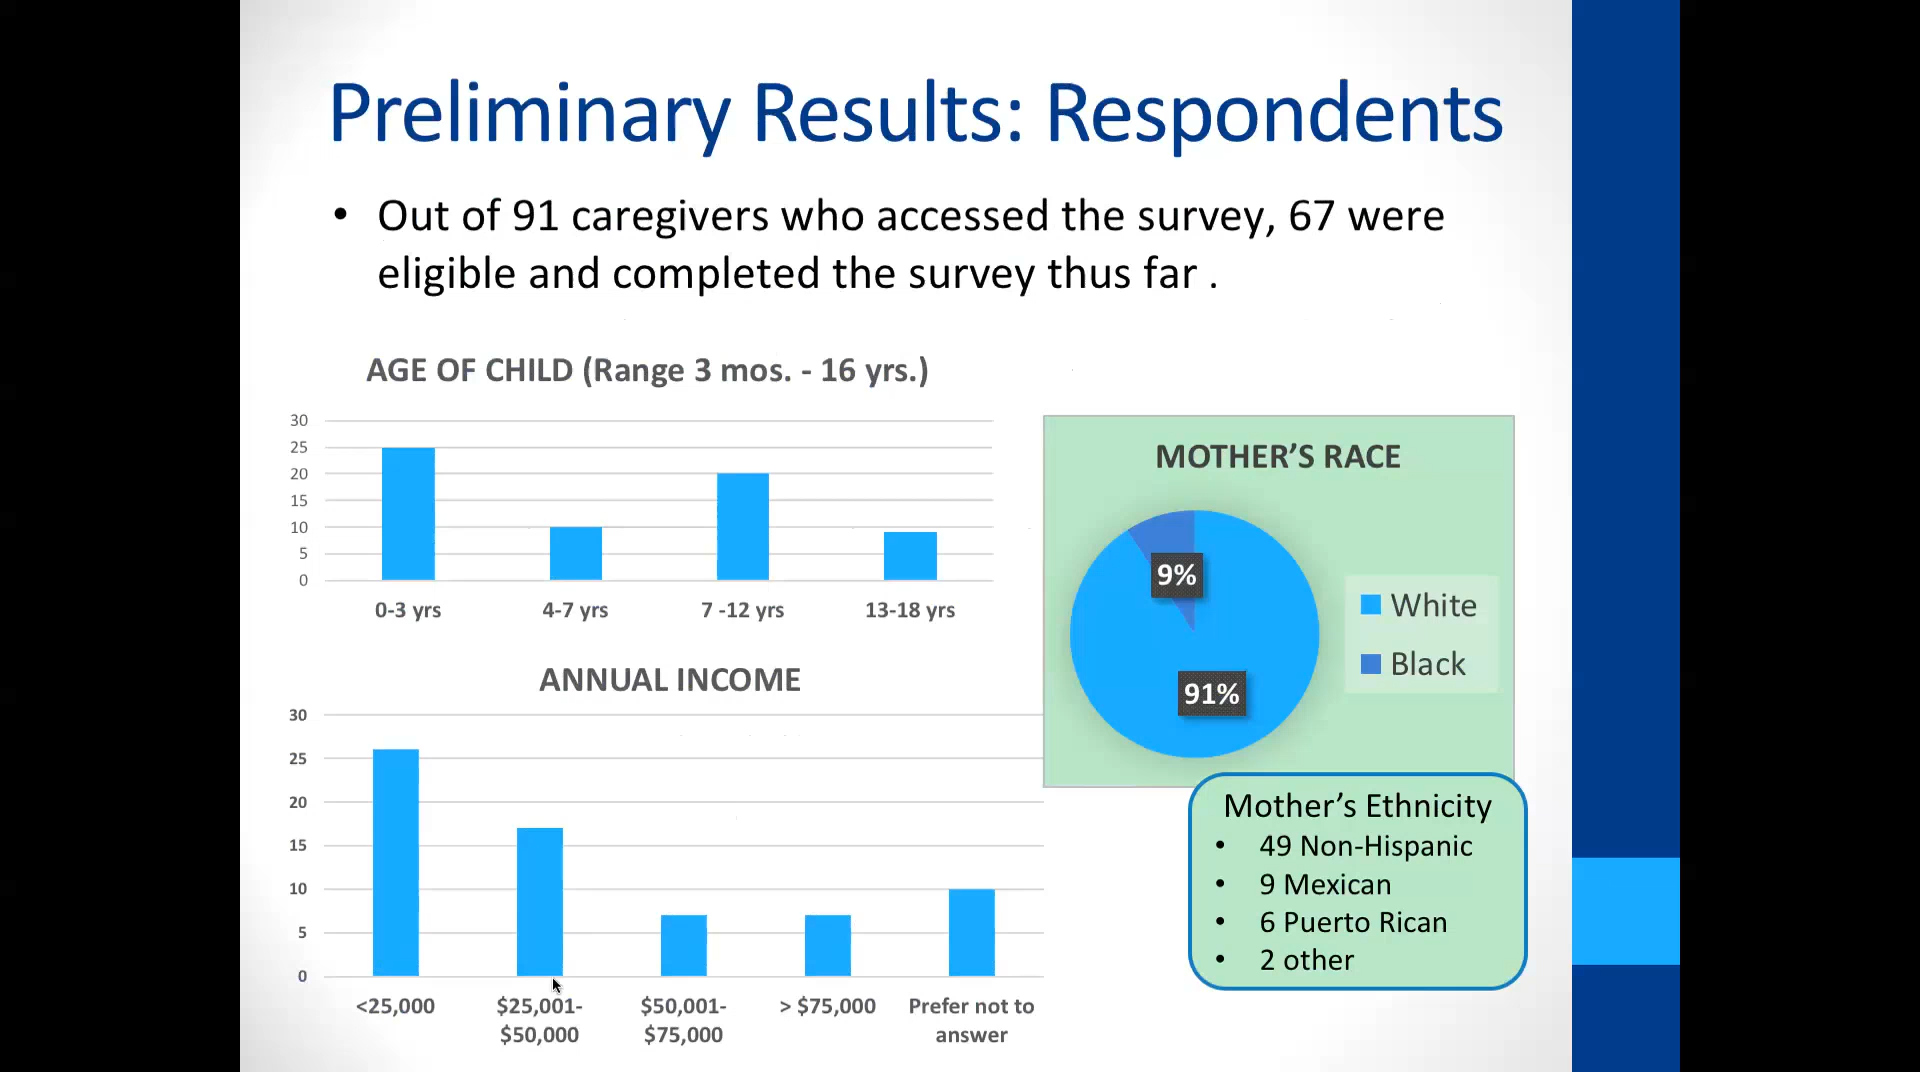 Preliminary Results: Respondents
• Out of 91 caregivers who accessed the survey, 67 were
eligible and completed the survey thus far .
AGE OF CHILD (Range 3 mos. - 16 yrs.)
30
25
20
15
10
5
0
0-3 yrs
4-7 yrs
7 -12 yrs
13-18 yrs
ANNUAL INCOME
30
25
20
15
10
5
0
<25,000
$25,001-
$50,000
$50,001-
$75,000
> $75,000
Prefer not to
answer
MOTHER’S RACE
9%
91%
White
Black
Mother’s Ethnicity
• 49 Non-Hispanic
• 9 Mexican
• 6 Puerto Rican
• 2 other